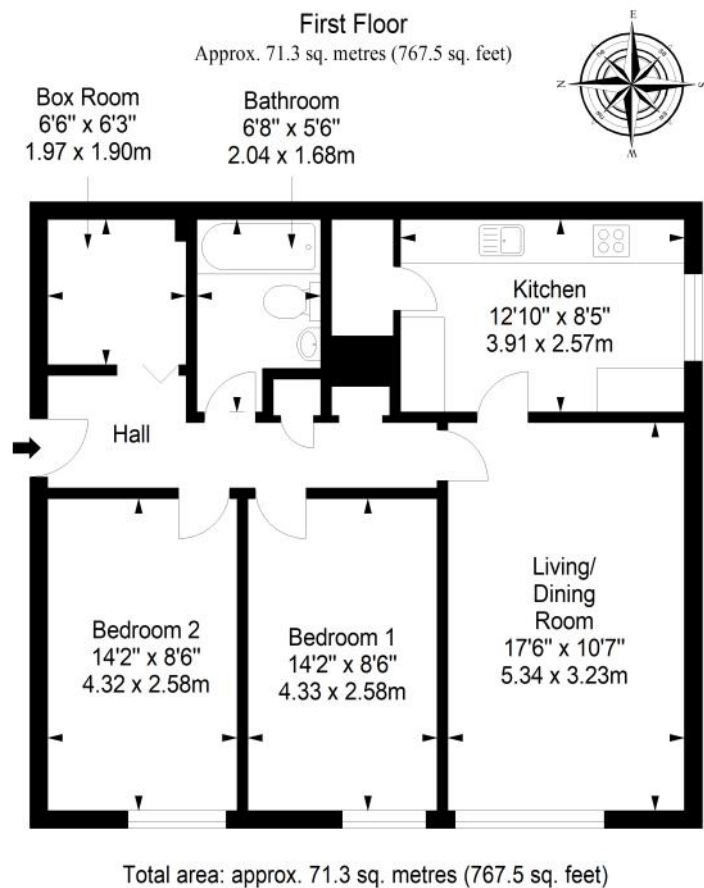 First Floor
Approx. 71.3 sq. metres (767.5 sq. feet)
E
N
S
W
Box Room
6'6" x 6'3"
1.97 x 1.90m
Bathroom
6'8" x 5'6"
2.04 x 1.68m
Kitchen
12'10" x 8'5"
3.91 x 2.57m
Hall
Living/
Dining
Room
17'6" x 10'7"
5.34 x 3.23m
Bedroom 2
14'2" x 8'6"
4.32 x 2.58m
Bedroom 1
14'2" x 8'6"
4.33 x 2.58m
Total area: approx. 71.3 sq. metres (767.5 sq. feet)